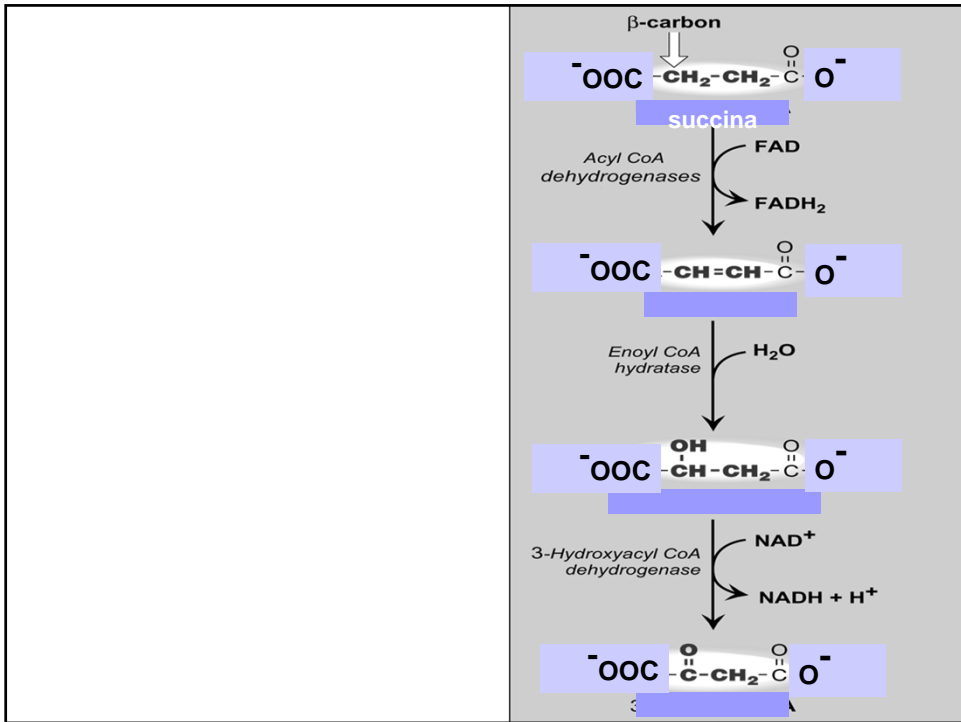 β-carbon
O
⁻OOC -CH₂-CH₂-C O⁻
succina
Acyl CoA
dehydrogenases
FAD
FADH₂
O
⁻OOC -CH=CH-C- O⁻
Enoyl CoA
hydratase
H₂O
OH O
⁻OOC -CH-CH₂-C- O⁻
3-Hydroxyacyl CoA
dehydrogenase
NAD⁺
NADH + H⁺
O O
⁻OOC -C-CH₂-C O⁻